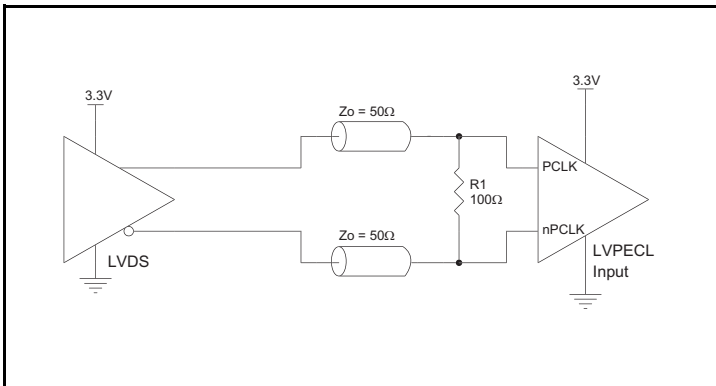 3.3V
3.3V
Zo = 50Ω
PCLK
R1
100Ω
nPCLK
Zo = 50Ω
LVDS
LVPECL
Input